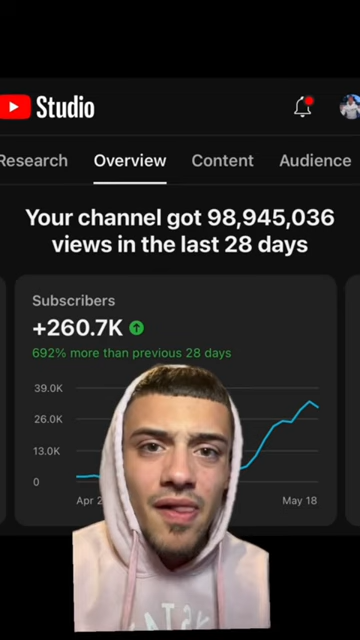 Studio
Research Overview Content Audience
Your channel got 98,945,036
views in the last 28 days
Subscribers
+260.7K
692% more than previous 28 days
39.0K
26.0K
13.0K
0
Apr 2
May 18